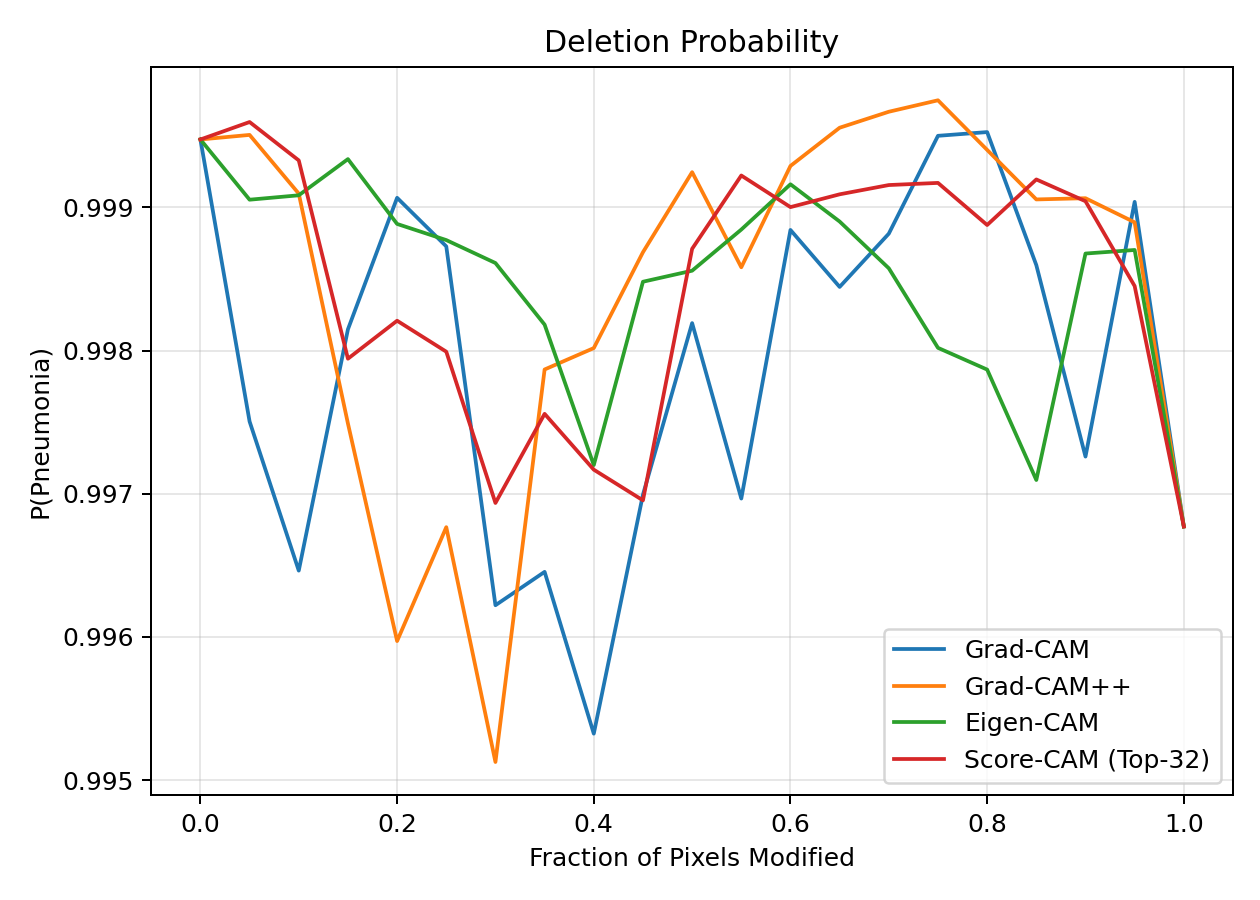 Deletion Probability
P(Pneumonia)
0.999
0.998
0.997
0.996
0.995
0.0 0.2 0.4 0.6 0.8 1.0
Fraction of Pixels Modified
Grad-CAM
Grad-CAM++
Eigen-CAM
Score-CAM (Top-32)